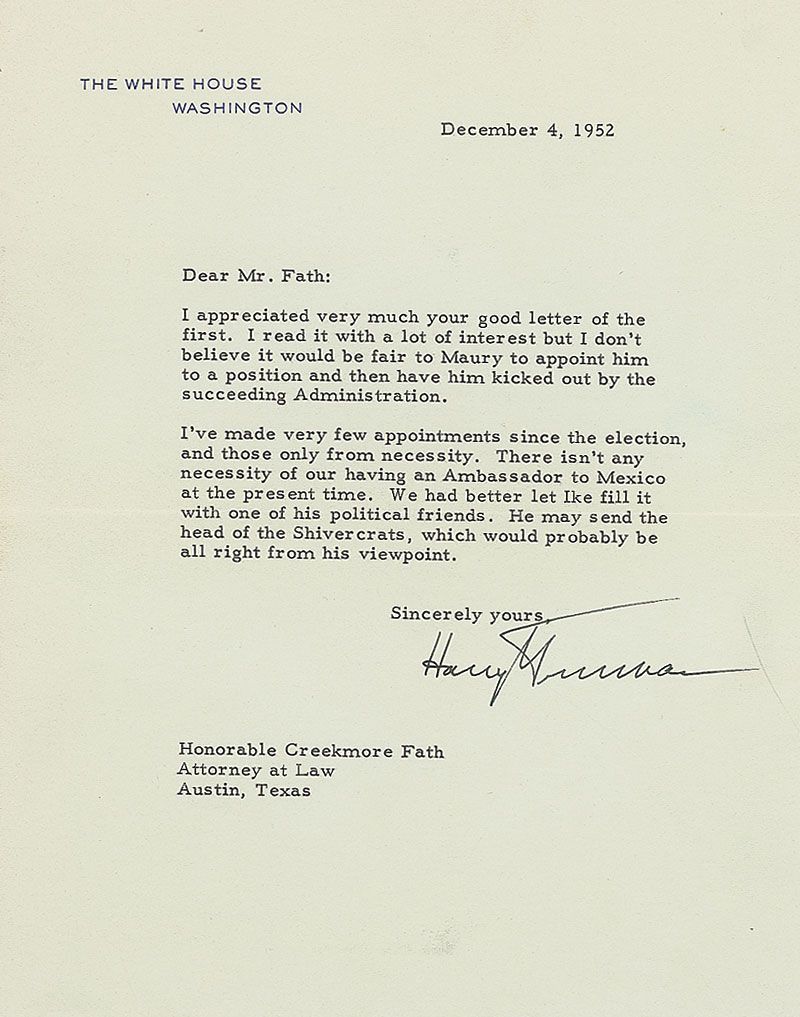 THE WHITE HOUSE
WASHINGTON
December 4, 1952
Dear Mr. Fath:
I appreciated very much your good letter of the
first. I read it with a lot of interest but I don't
believe it would be fair to Maury to appoint him
to a position and then have him kicked out by the
succeeding Administration.
I've made very few appointments since the election,
and those only from necessity. There isn't any
necessity of our having an Ambassador to Mexico
at the present time. We had better let Ike fill it
with one of his political friends. He may send the
head of the Shivercrats, which would probably be
all right from his viewpoint.
Sincerely yours,
Harry Truman
Honorable Creekmore Fath
Attorney at Law
Austin, Texas